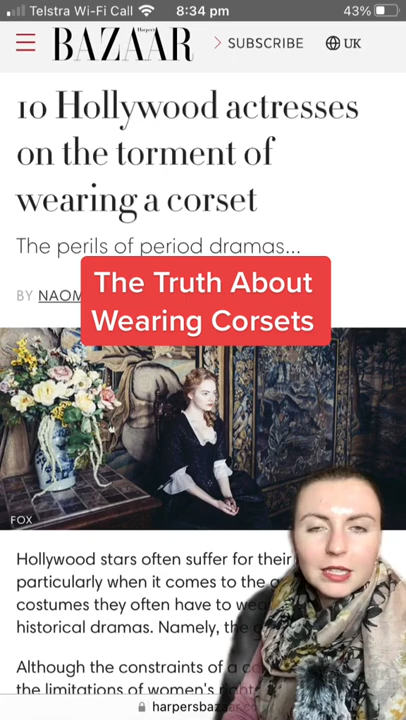 Telstra Wi-Fi Call 8:34 pm 43%
Harper's
BAZAAR
SUBSCRIBE
UK
10 Hollywood actresses
on the torment of
wearing a corset
The perils of period dramas...
BY NAOM
The Truth About
Wearing Corsets
FOX
Hollywood stars often suffer for their
particularly when it comes to the
costumes they often have to
historical dramas. Namely,
Although the constraints of a
the limitations of women's
harpersbazaar